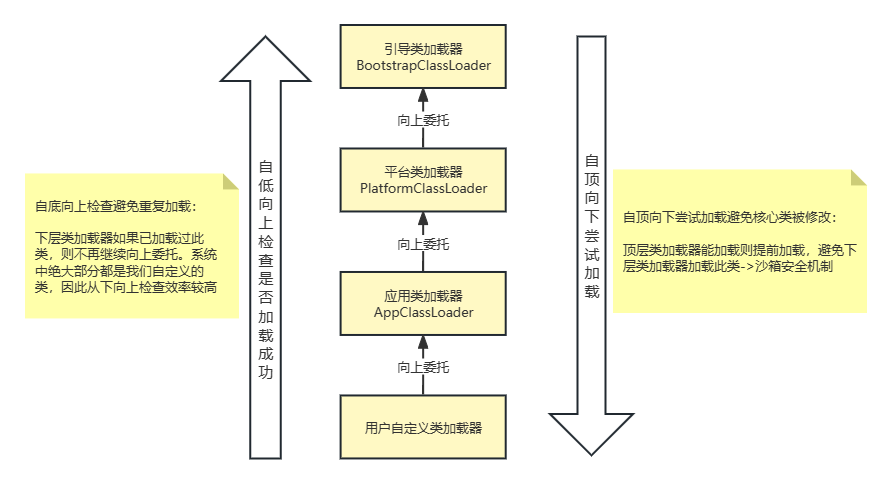 引导类加载器
BootstrapClassLoader
向上委托
平台类加载器
PlatformClassLoader
向上委托
应用类加载器
AppClassLoader
向上委托
用户自定义类加载器
自低向上检查是否加载成功
自底向上检查避免重复加载：
下层类加载器如果已加载过此
类，则不再继续向上委托。系统
中绝大部分都是我们自定义的
类，因此从下向上检查效率较高
自顶向下尝试加载
自顶向下尝试加载避免核心类被修改：
顶层类加载器能加载则提前加载，避免下
层类加载器加载此类->沙箱安全机制